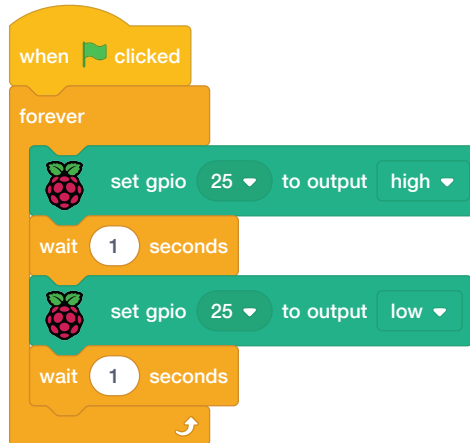 when clicked
forever
set gpio 25 to output high
wait 1 seconds
set gpio 25 to output low
wait 1 seconds